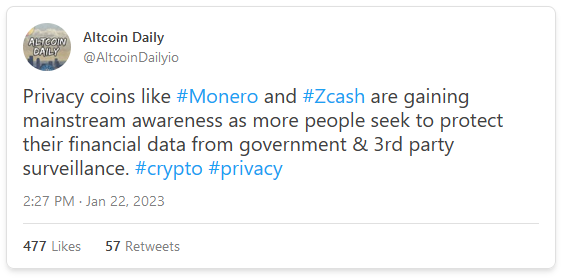 ALTCOIN
DAILY
Altcoin Daily
@AltcoinDailyio
Privacy coins like #Monero and #Zcash are gaining
mainstream awareness as more people seek to protect
their financial data from government & 3rd party
surveillance. #crypto #privacy
2:27 PM · Jan 22, 2023
477 Likes 57 Retweets